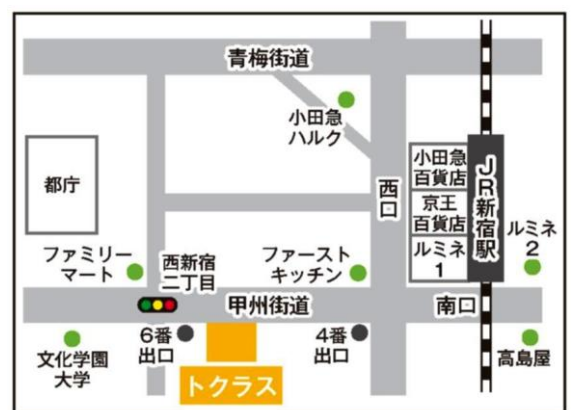 青梅街道
小田急
ハルク
都庁
西口
小田急
百貨店
京王
百貨店
ルミネ
1
JR新宿駅
ルミネ
2
ファミリー
マート
西新宿
二丁目
ファースト
キッチン
甲州街道
南口
文化学園
大学
6番
出口
4番
出口
高島屋
トクラス